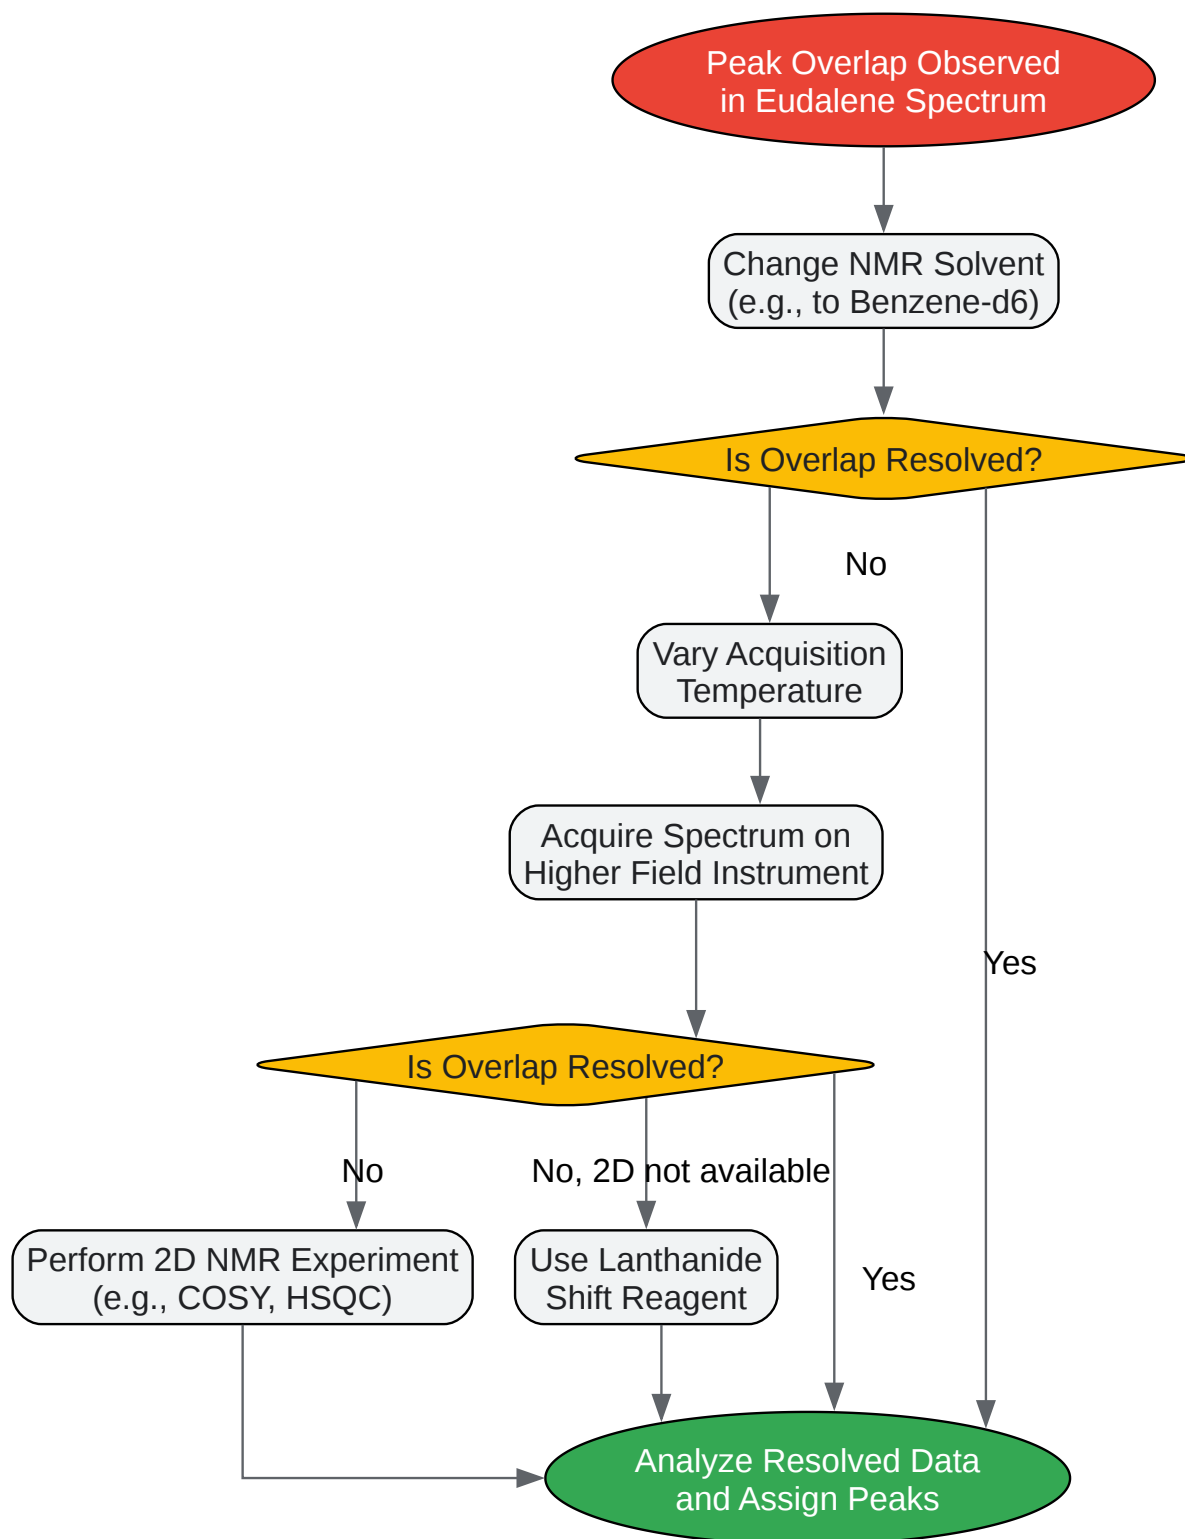 Peak Overlap Observed
in Eudalene Spectrum
Change NMR Solvent
(e.g., to Benzene-d6)
Is Overlap Resolved?
No
Vary Acquisition
Temperature
Acquire Spectrum on
Higher Field Instrument
Yes
Is Overlap Resolved?
No
No, 2D not available
Perform 2D NMR Experiment
(e.g., COSY, HSQC)
Use Lanthanide
Shift Reagent
Yes
Analyze Resolved Data
and Assign Peaks